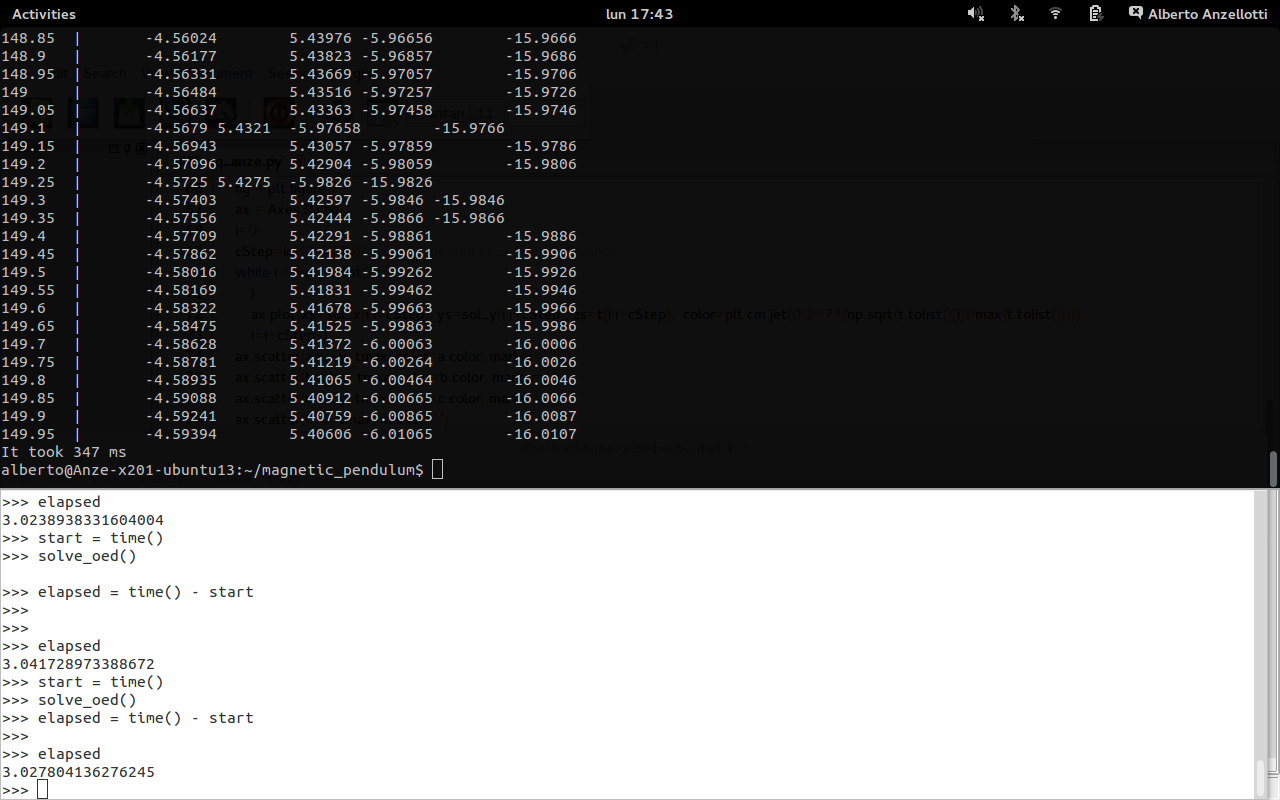 Activities lun 17:43 Alberto Anzellotti
148.85 | -4.56024 5.43976 -5.96656 -15.9666
148.9 | -4.56177 5.43823 -5.96857 -15.9686
148.95 | -4.56331 5.43669 -5.97057 -15.9706
149 | -4.56484 5.43516 -5.97257 -15.9726
149.05 | -4.56637 5.43363 -5.97458 -15.9746
149.1 | -4.5679 5.4321 -5.97658 -15.9766
149.15 | -4.56943 5.43057 -5.97859 -15.9786
149.2 | -4.57096 5.42904 -5.98059 -15.9806
149.25 | -4.5725 5.4275 -5.9826 -15.9826
149.3 | -4.57403 5.42597 -5.9846 -15.9846
149.35 | -4.57556 5.42444 -5.9866 -15.9866
149.4 | -4.57709 5.42291 -5.98861 -15.9886
149.45 | -4.57862 5.42138 -5.99061 -15.9906
149.5 | -4.58016 5.41984 -5.99262 -15.9926
149.55 | -4.58169 5.41831 -5.99462 -15.9946
149.6 | -4.58322 5.41678 -5.99663 -15.9966
149.65 | -4.58475 5.41525 -5.99863 -15.9986
149.7 | -4.58628 5.41372 -6.00063 -16.0006
149.75 | -4.58781 5.41219 -6.00264 -16.0026
149.8 | -4.58935 5.41065 -6.00464 -16.0046
149.85 | -4.59088 5.40912 -6.00665 -16.0066
149.9 | -4.59241 5.40759 -6.00865 -16.0087
149.95 | -4.59394 5.40606 -6.01065 -16.0107
It took 347 ms
alberto@Anze-x201-ubuntu13:~/magnetic_pendulum$
>>> elapsed
3.0238938331604004
>>> start = time()
>>> solve_oed()
>>> elapsed = time() - start
>>>
>>>
>>> elapsed
3.041728973388672
>>> start = time()
>>> solve_oed()
>>> elapsed = time() - start
>>>
>>> elapsed
3.027804136276245
>>>